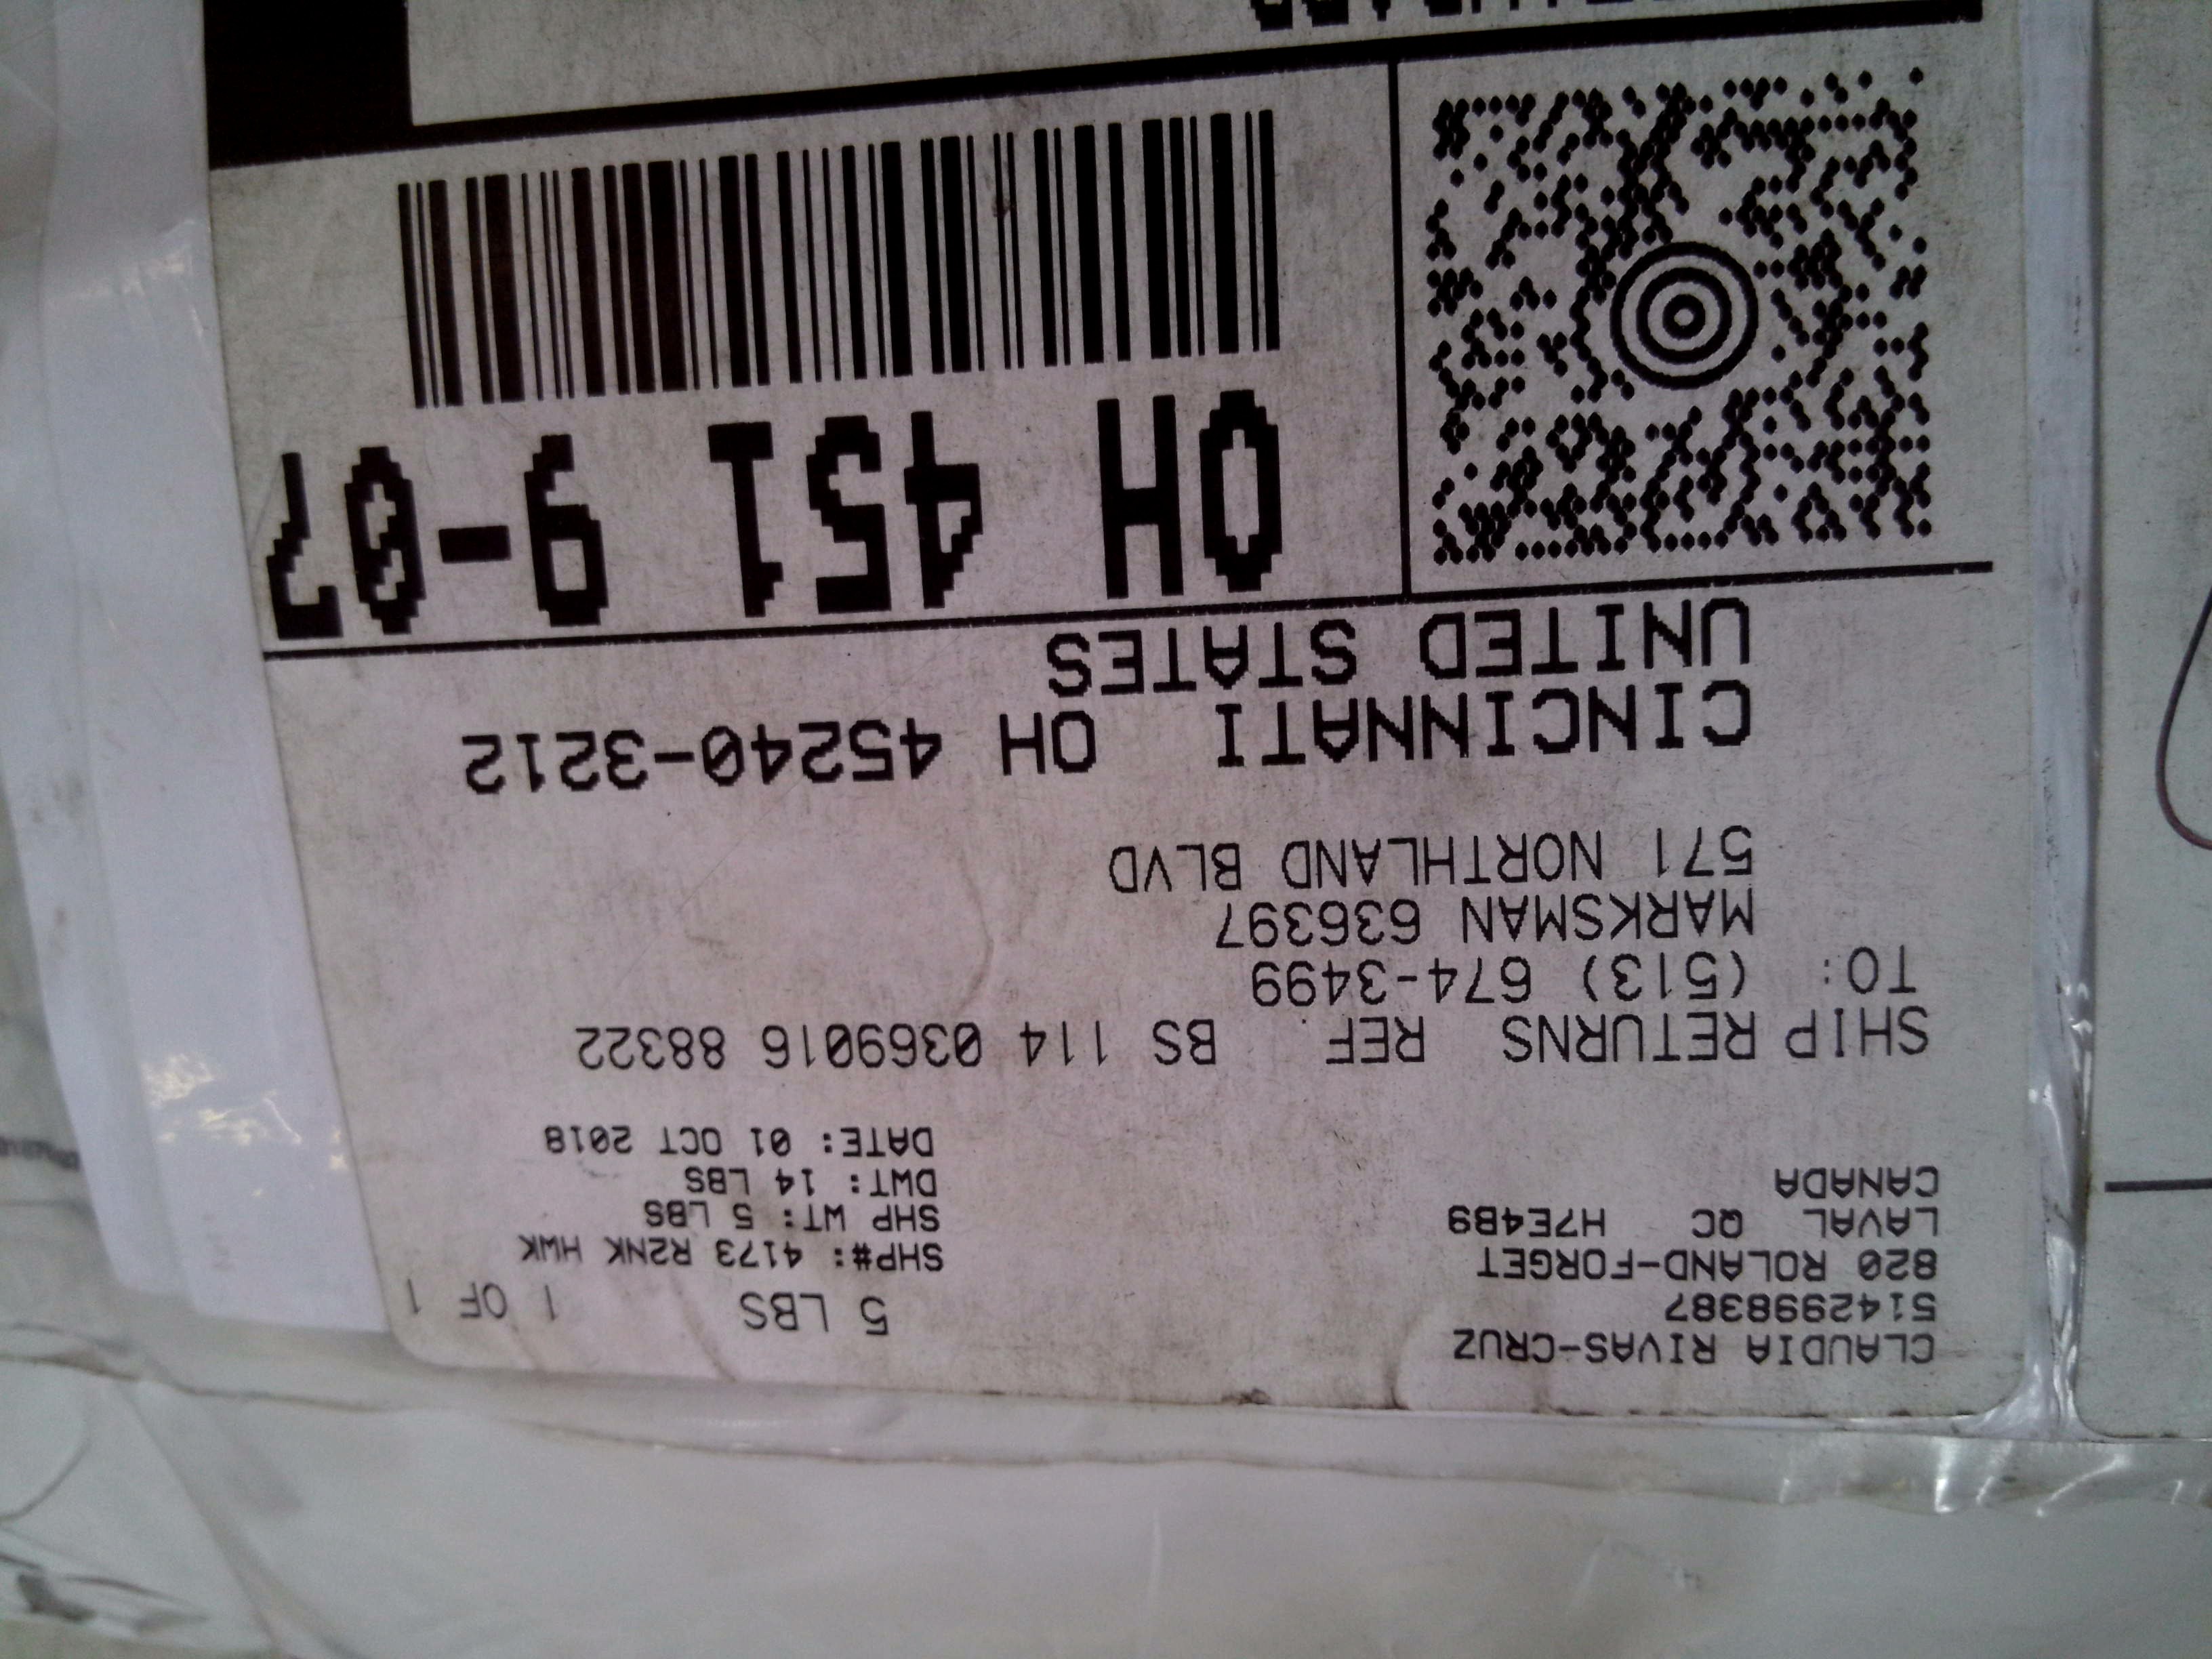 CLAUDIA RIVAS-CRUZ
5142998387
820 ROLAND-FORGET
LAVAL QC H7E4B9
CANADA
5 LBS 1 OF 1
SHP#: 4173 R2NK HWK
SHP WT: 5 LBS
DWT: 14 LBS
DATE: 01 OCT 2018
SHIP RETURNS REF BS 114 0369016 88322
TO: (513) 674-3499
MARKSMAN 636397
571 NORTHLAND BLVD
CINCINNATI OH 45240-3212
UNITED STATES
OH 451 9-07